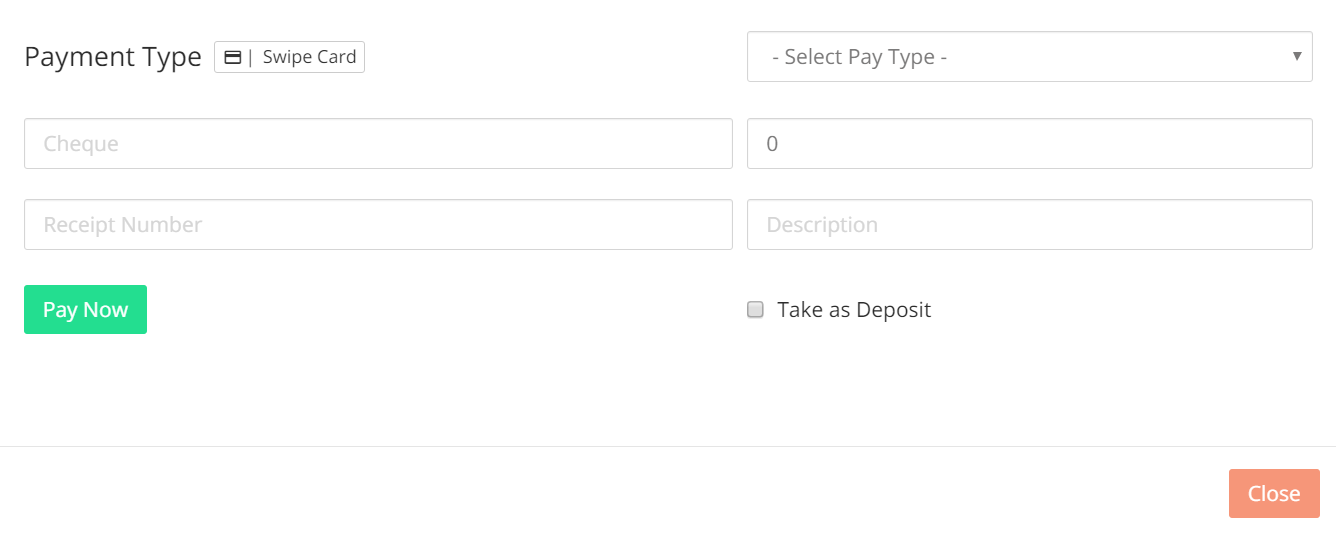 Payment Type | Swipe Card - Select Pay Type -
Cheque 0
Receipt Number Description
Pay Now Take as Deposit
Close